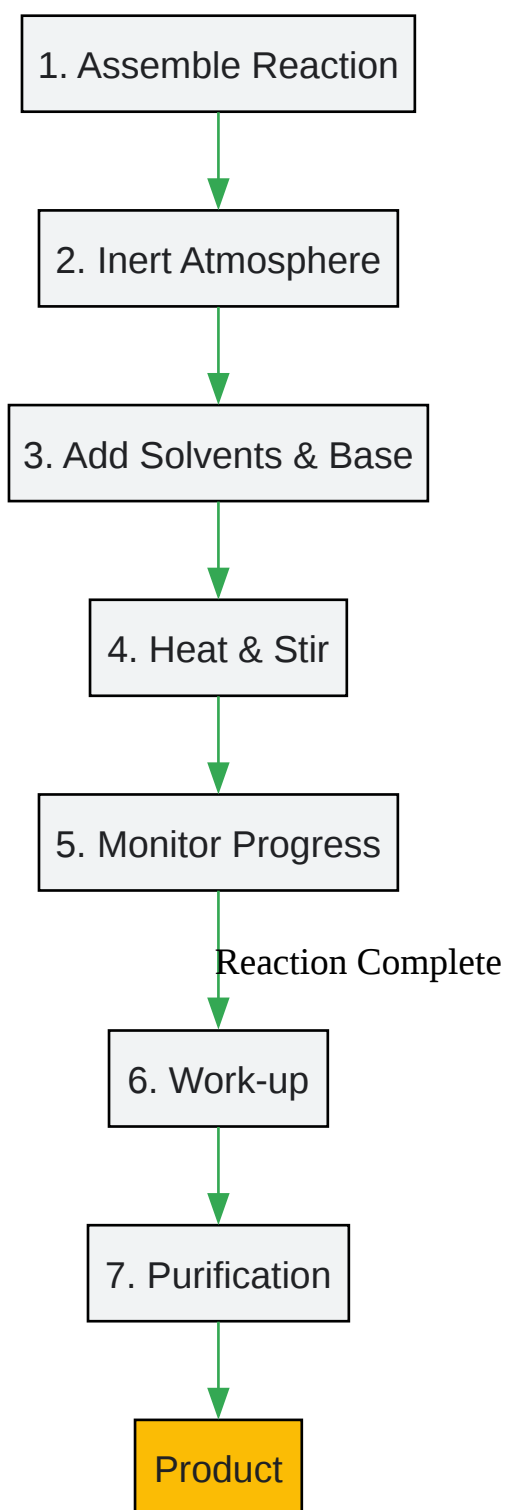 1. Assemble Reaction
2. Inert Atmosphere
3. Add Solvents & Base
4. Heat & Stir
5. Monitor Progress
Reaction Complete
6. Work-up
7. Purification
Product